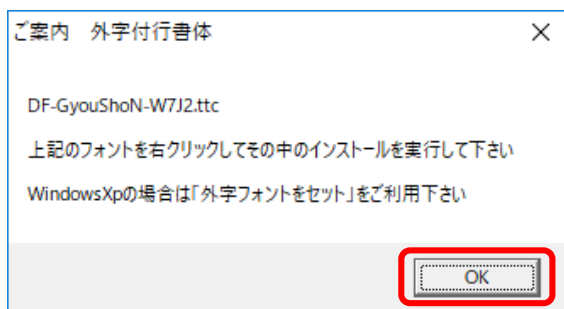 ご案内　外字付行書体
DF-GyouShoN-W7J2.ttc
上記のフォントを右クリックしてその中のインストールを実行して下さい
WindowsXpの場合は「外字フォントをセット」をご利用下さい
OK